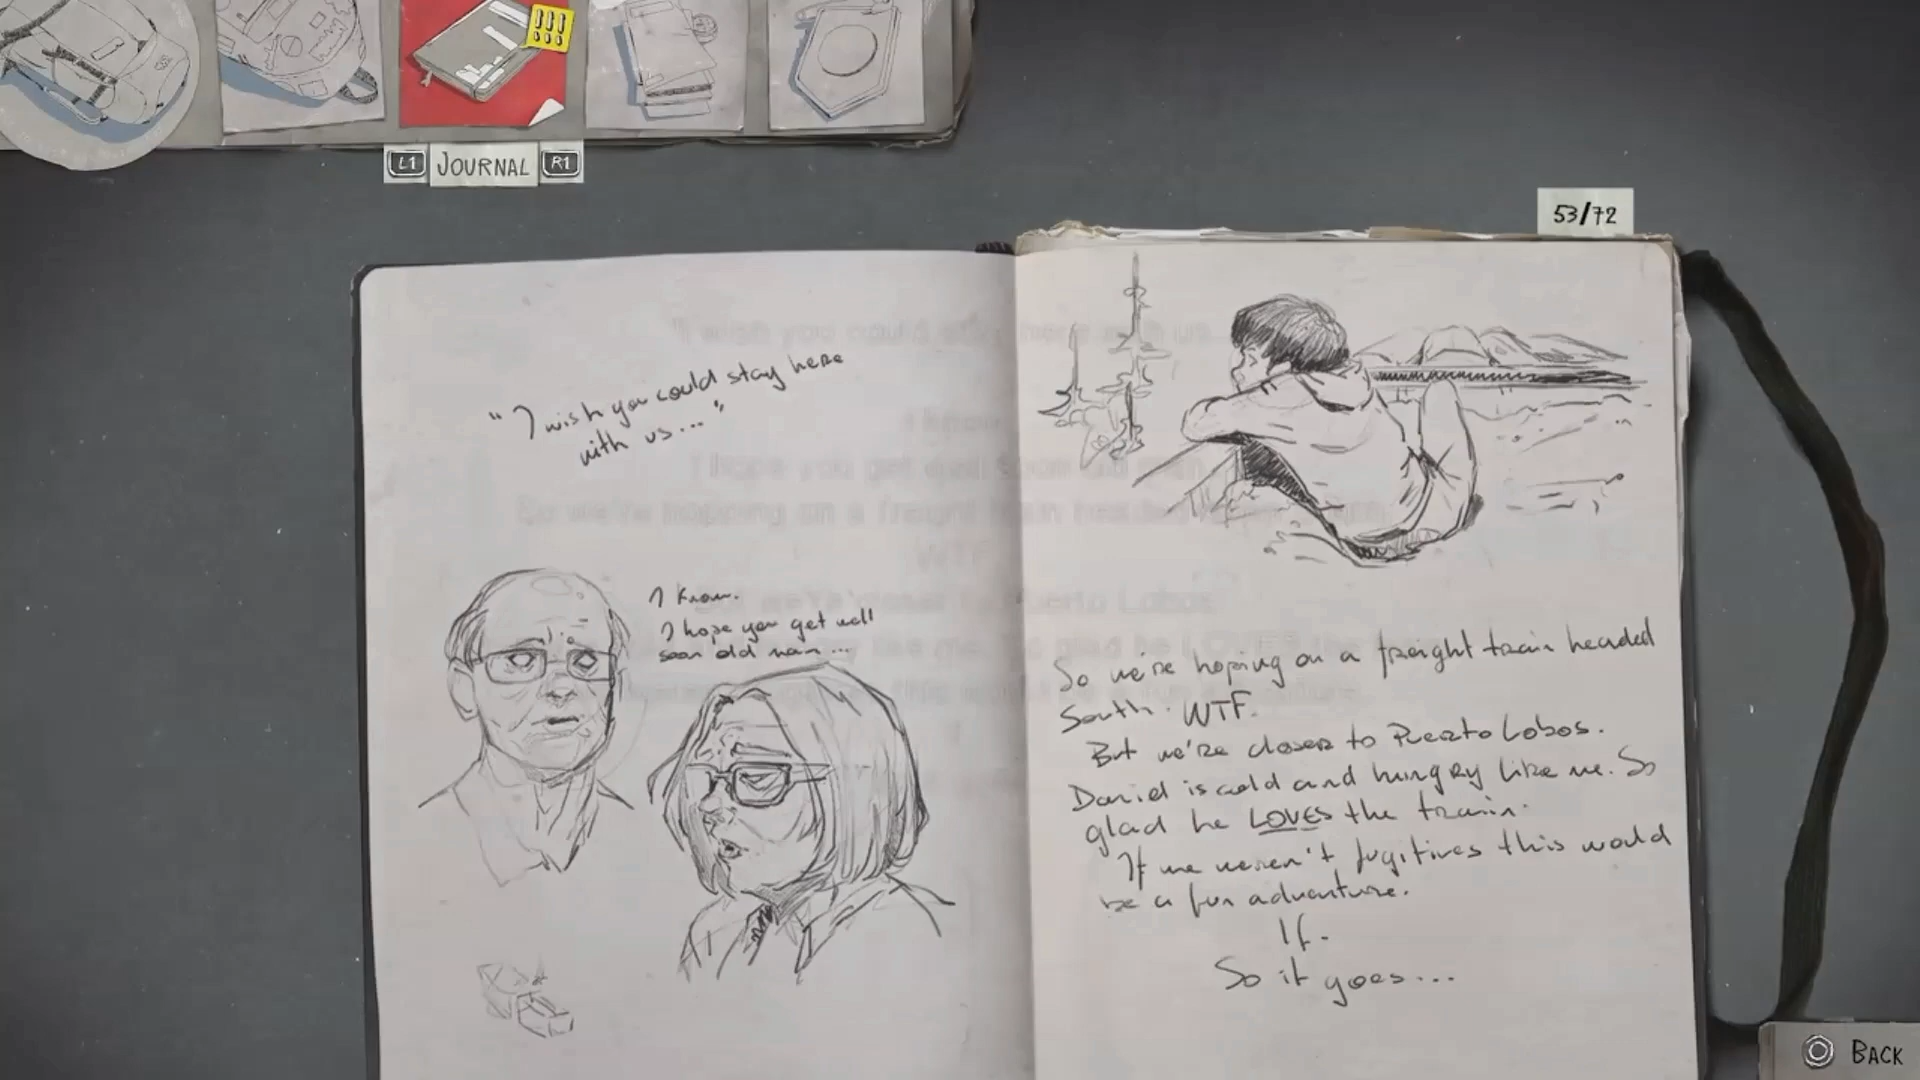 L1 JOURNAL R1
53/72
"I wish you could stay here
with us..."
I know.
I hope you get well
soon old man...
So we're hoping on a freight train headed
South. WTF.
But we're closer to Puerto Lobos.
Daniel is cold and hungry like me. So
glad he LOVES the train.
If we weren't fugitives this would
be a fun adventure.
If.
So it goes...
BACK